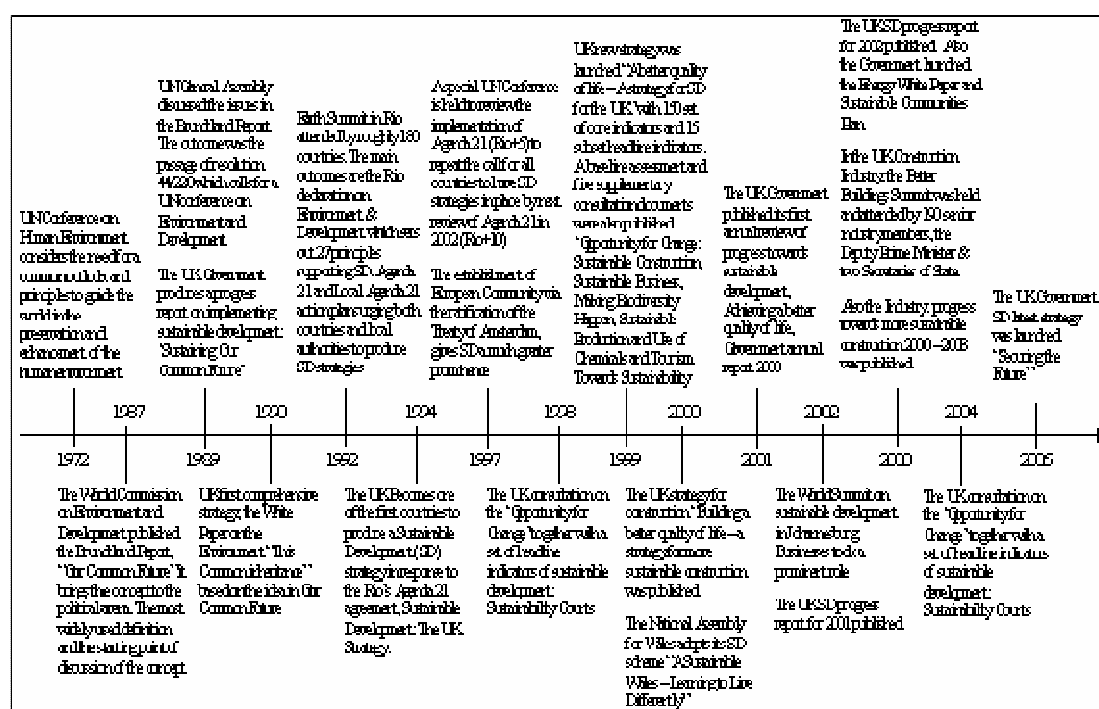 UN Conference on
Human Environment
considers the need for a
common outlook and
principles to guide the
world in the
preservation and
enhancement of the
human environment
UN General Assembly
discussed the issues in
the Brundtland Report.
The outcome was the
passage of resolution
44/220 which calls for a
UN Conference on
Environment and
Development
The UK Government
produces a progress
report on implementing
sustainable development:
"Sustaining Our
Common Future"
Earth Summit in Rio
attended by roughly 180
countries. The main
outcomes are the Rio
declaration on
Environment &
Development which sets
out 27 principles
supporting SD. Agenda
21 and Local Agenda 21
action plans urging both
countries and local
authorities to produce
SD strategies
A special UN Conference
is held to review the
implementation of
Agenda 21 (Rio+5) to
repeat the call for all
countries to have SD
strategies in place by next
review of Agenda 21 in
2002 (Rio+10)
The establishment of
European Community via
the ratification of the
Treaty of Amsterdam,
gives SD a much greater
prominence
UK new strategy was
launched "A better quality
of life – A strategy for SD
for the UK" with 150 set
of core indicators and 15
subset headline indicators.
A baseline assessment and
five supplementary
consultation documents
were also published
"Opportunity for Change:
Sustainable Construction,
Sustainable Business,
Making Biodiversity
Happen, Sustainable
Production and Use of
Chemicals and Tourism
Towards Sustainability
The UK Government
published its first
annual review of
progress towards
sustainable
development,
Achieving a better
quality of life,
Government annual
report 2000
The UK SD progress report
for 2002 published. Also
the Government launched
the Energy White Paper and
Sustainable Communities
Plan
In the UK Construction
Industry, the Better
Buildings Summit was held
and attended by 190 senior
industry members, the
Deputy Prime Minister &
two Secretaries of State.
Also the Industry, progress
towards more sustainable
construction 2000 – 2003
was published
The UK Government
SD latest strategy
was launched
"Securing the
Future"
1987 1990 1994 1998 2000 2002 2004
1972 1989 1992 1997 1999 2001 2003 2005
The World Commission
on Environment and
Development published
the Brundtland Report,
"Our Common Future" It
brings the concept to the
political arena. The most
widely used definition
and the starting point of
discussion of the concept.
UK first comprehensive
strategy, the White
Paper on the
Environment "This
Common inheritance"
based on the ideas in Our
Common Future
The UK Becomes one
of the first countries to
produce a Sustainable
Development (SD)
strategy in response to
the Rio's Agenda 21
agreement, Sustainable
Development: The UK
Strategy.
The UK consultation on
the "Opportunity for
Change" together with a
set of headline
indicators of sustainable
development:
Sustainability Counts
The UK strategy for
construction "Building a
better quality of life – a
strategy for more
sustainable construction
was published
The National Assembly
for Wales adopts its SD
scheme "A Sustainable
Wales – Learning to Live
Differently"
The World Summit on
sustainable development
in Johannesburg
Business took a
prominent role
The UK SD progress
report for 2001 published
The UK consultation on
the "Opportunity for
Change" together with a
set of headline indicators
of sustainable
development:
Sustainability Counts